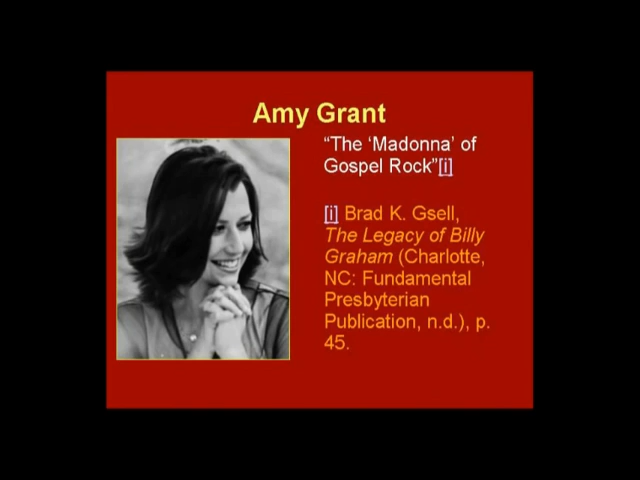 Amy Grant
“The ‘Madonna’ of
Gospel Rock”[i]
[i] Brad K. Gsell,
The Legacy of Billy
Graham (Charlotte,
NC: Fundamental
Presbyterian
Publication, n.d.), p.
45.